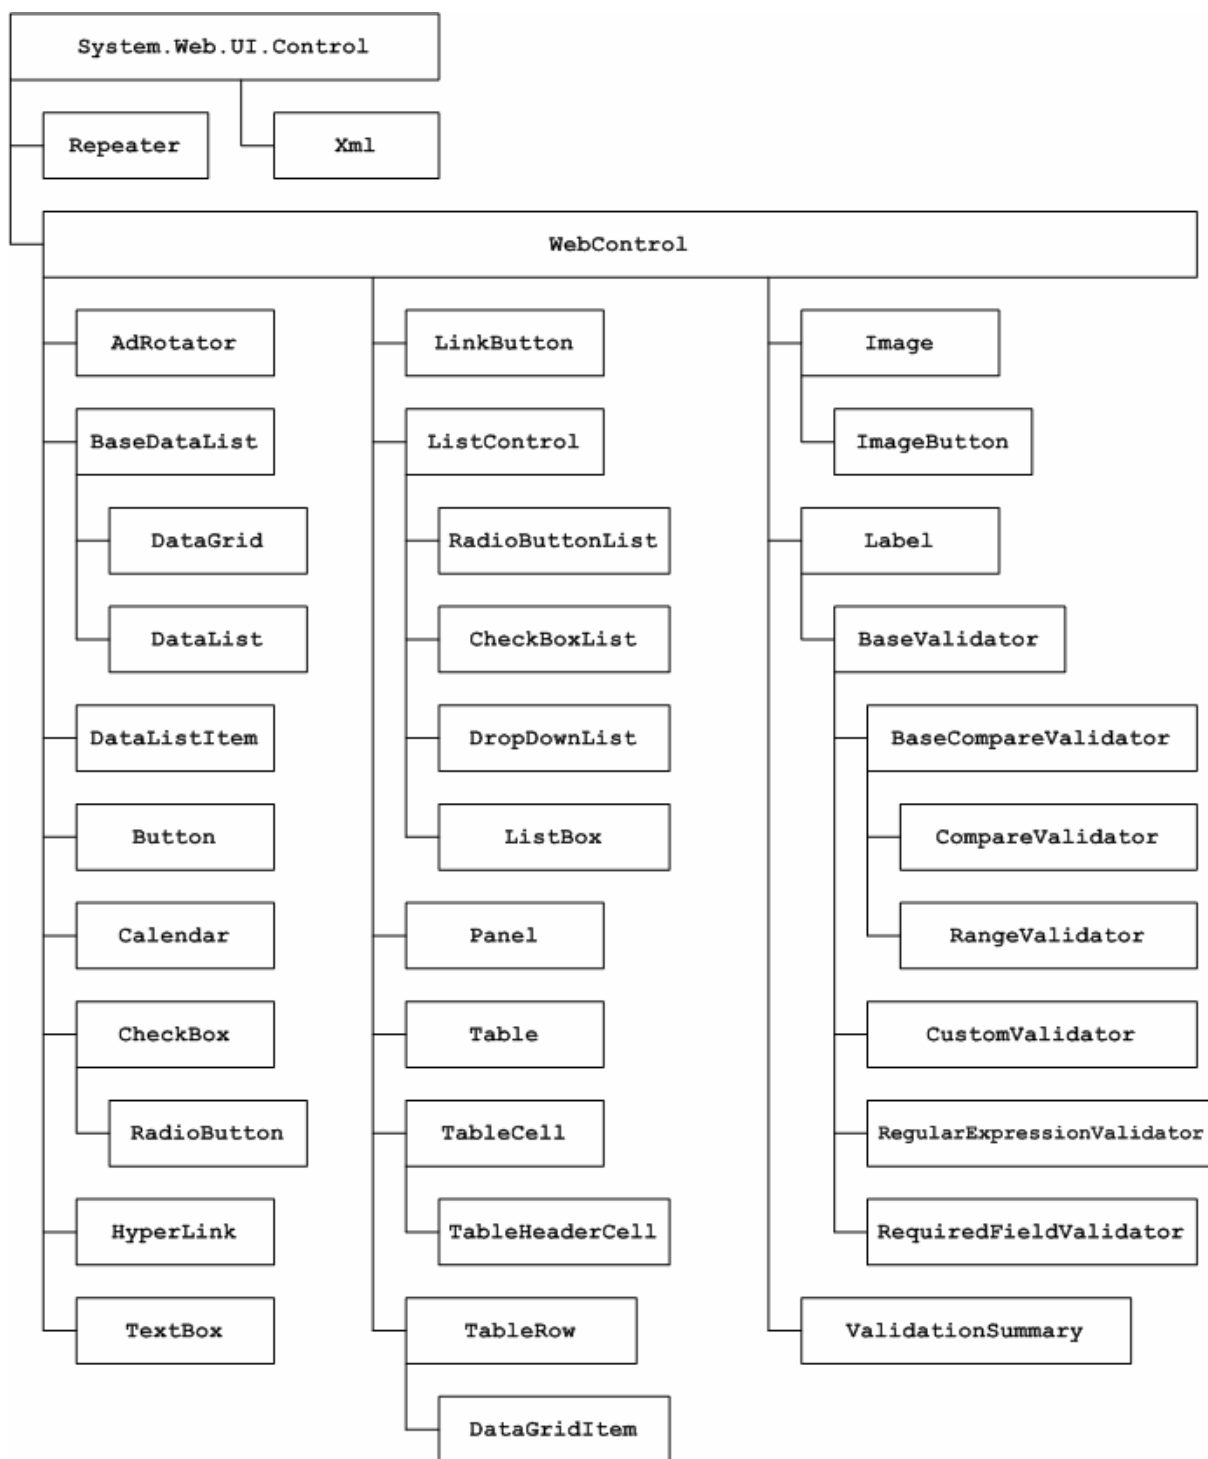 System.Web.UI.Control
Repeater
Xml
WebControl
AdRotator
BaseDataList
DataGrid
DataList
DataListItem
Button
Calendar
CheckBox
RadioButton
HyperLink
TextBox
LinkButton
ListControl
RadioButtonList
CheckBoxList
DropDownList
ListBox
Panel
Table
TableCell
TableHeaderCell
TableRow
DataGridItem
Image
ImageButton
Label
BaseValidator
BaseCompareValidator
CompareValidator
RangeValidator
CustomValidator
RegularExpressionValidator
RequiredFieldValidator
ValidationSummary